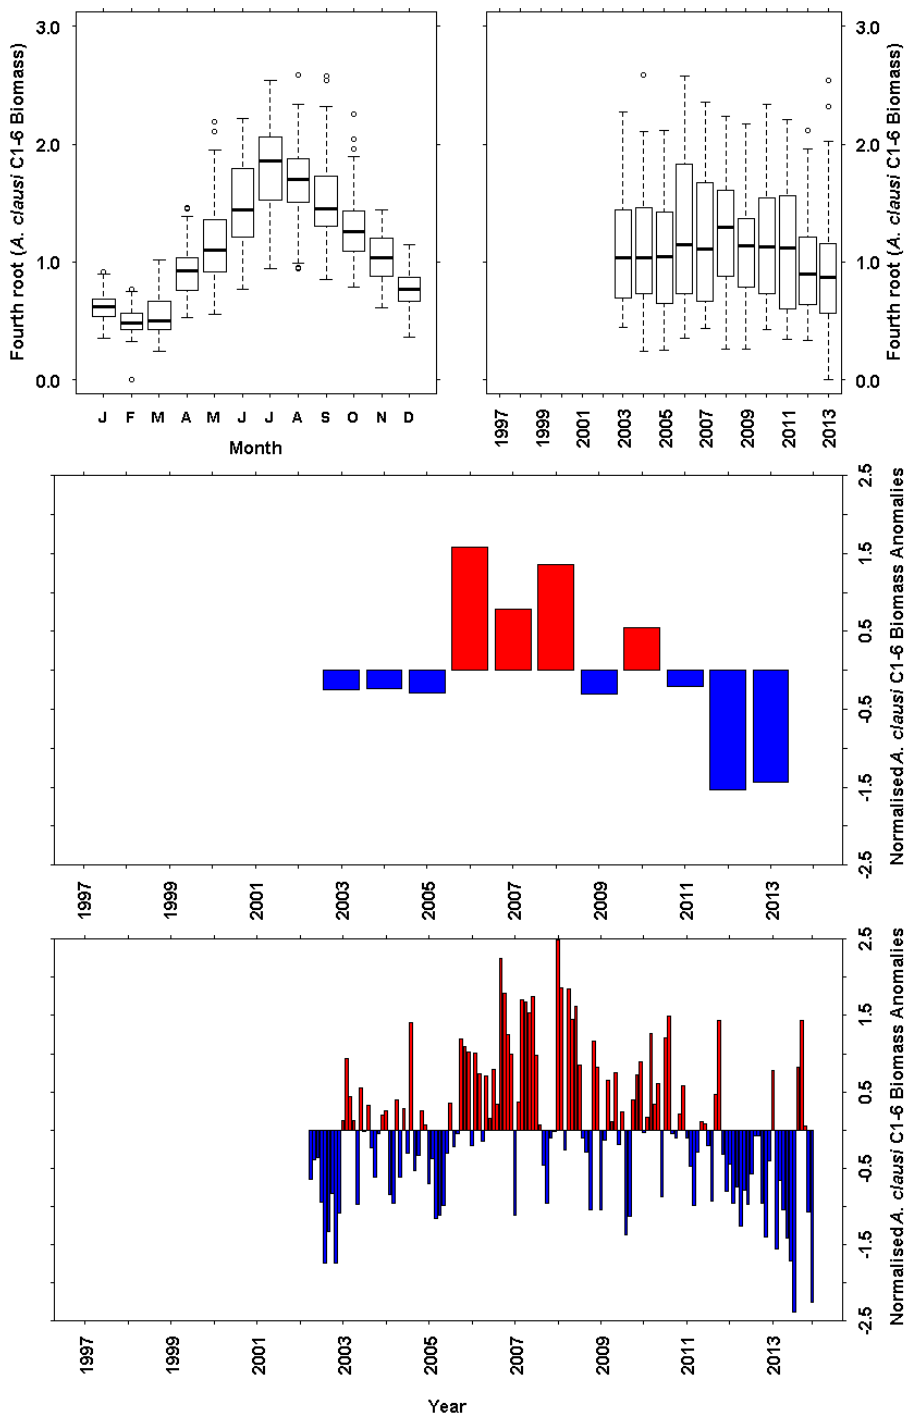 3.0
2.0
1.0
0.0
Fourth root (A. clausi C1-6 Biomass)
J F M A M J J A S O N D
Month
3.0
2.0
1.0
0.0
Fourth root (A. clausi C1-6 Biomass)
1997 1999 2001 2003 2005 2007 2009 2011 2013
2.5
1.5
0.5
-0.5
-1.5
-2.5
Normalised A. clausi C1-6 Biomass Anomalies
1997 1999 2001 2003 2005 2007 2009 2011 2013
2.5
1.5
0.5
-0.5
-1.5
-2.5
Normalised A. clausi C1-6 Biomass Anomalies
1997 1999 2001 2003 2005 2007 2009 2011 2013
Year